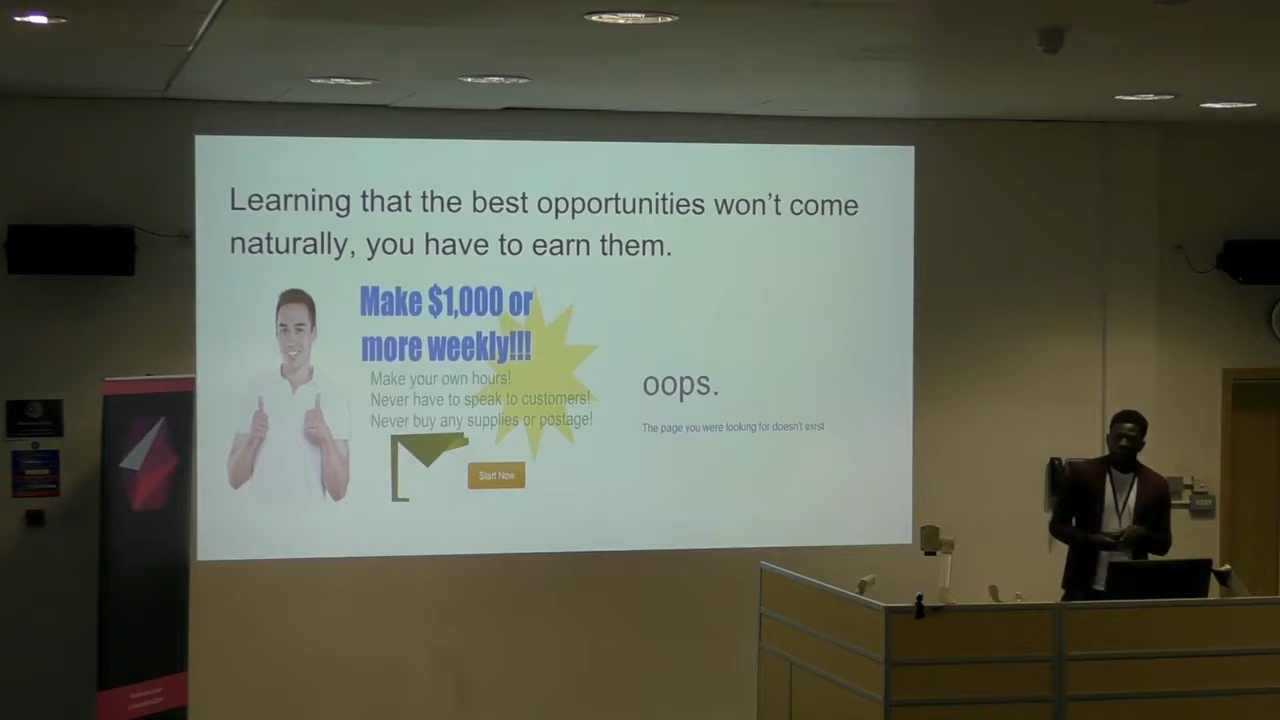 Learning that the best opportunities won't come
naturally, you have to earn them.
Make $1,000 or
more weekly!!!
Make your own hours!
Never have to speak to customers!
Never buy any supplies or postage!
Start Now
oops.
The page you were looking for doesn't exist